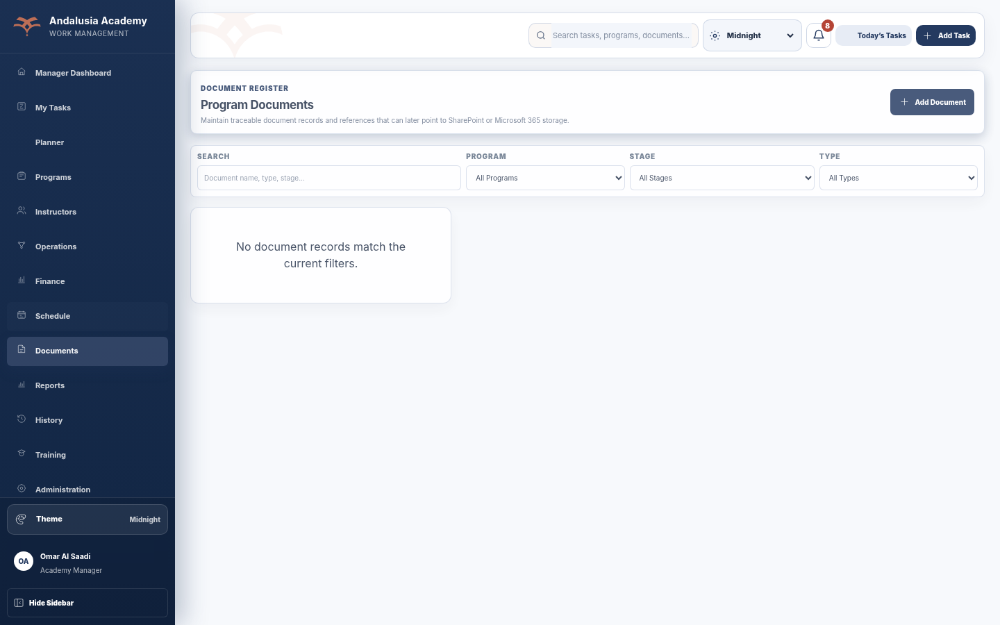 Andalusia Academy
WORK MANAGEMENT
Manager Dashboard
My Tasks
Planner
Programs
Instructors
Operations
Finance
Schedule
Documents
Reports
History
Training
Administration
Theme
Midnight
OA
Omar Al Saadi
Academy Manager
Hide Sidebar
Search tasks, programs, documents...
Midnight
8
Today's Tasks
Add Task
DOCUMENT REGISTER
Program Documents
Maintain traceable document records and references that can later point to SharePoint or Microsoft 365 storage.
Add Document
SEARCH
PROGRAM
STAGE
TYPE
Document name, type, stage...
All Programs
All Stages
All Types
No document records match the
current filters.